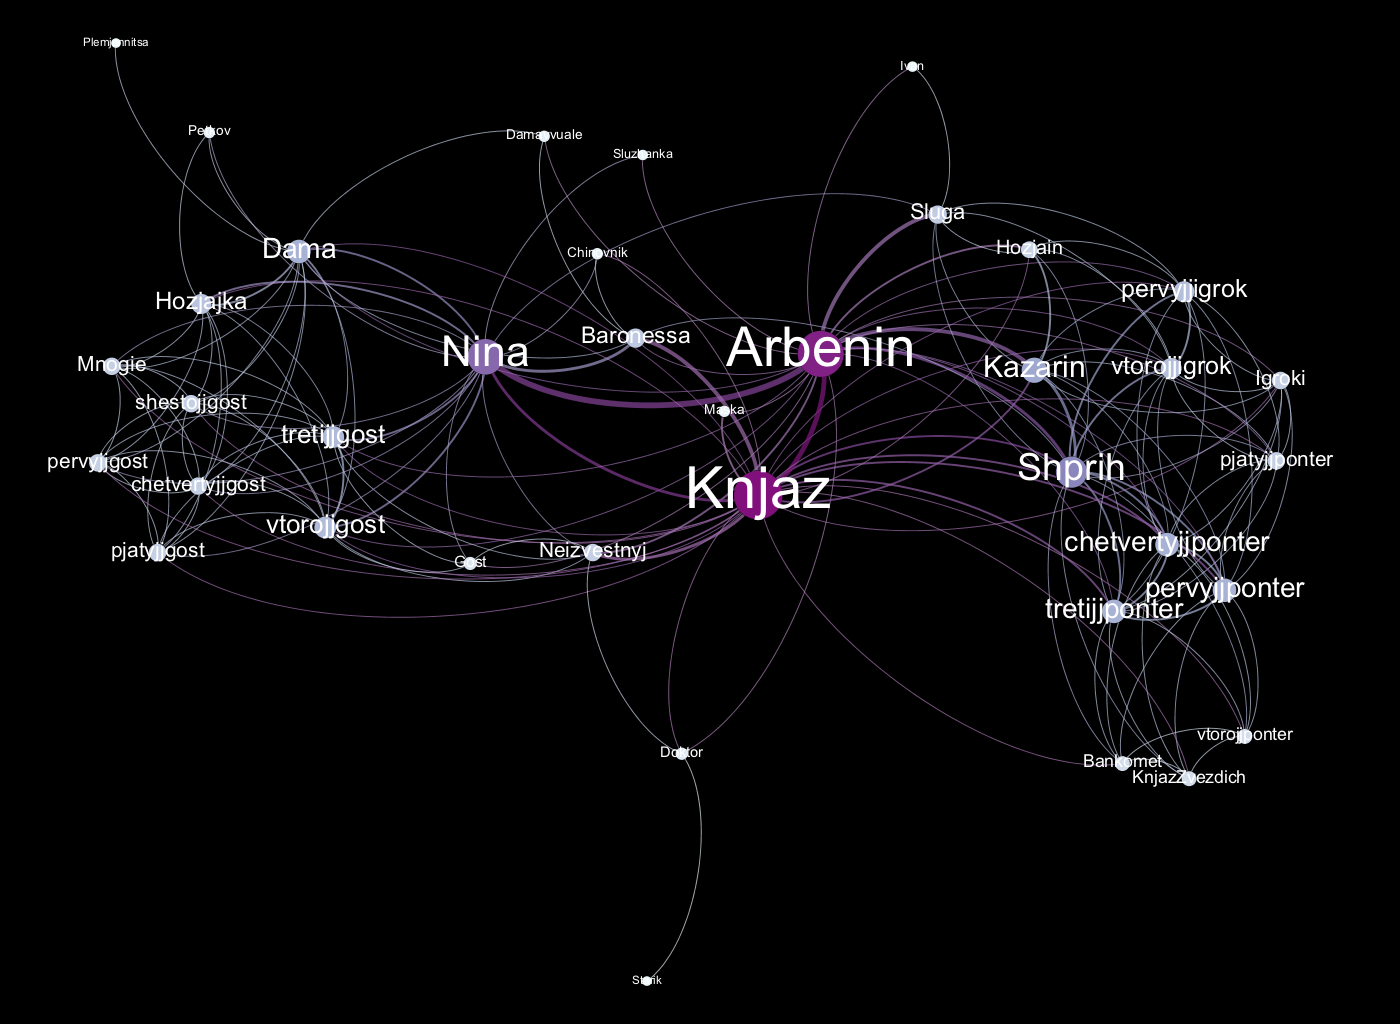 Plemjannitsa
Ivan
Petkov
Sluzhanka
Sluga
Dama
Hozjain
Chinovnik
pervyjjigrok
Hozjajka
Baronessa
Nina
Arbenin
Mnogie
Kazarin
vtorojjigrok
Igroki
shestojjgost
Maska
tretijjgost
pervyjjgost
pjatyjjponter
Shprih
chetvertyjjgost
Knjaz
vtorojjgost
chetvertyjjponter
pjatyjjgost
Neizvestnyj
Gost
pervyjjponter
tretijjponter
vtorojjponter
Doktor
Bankomet
KnjazZvezdich
Starik